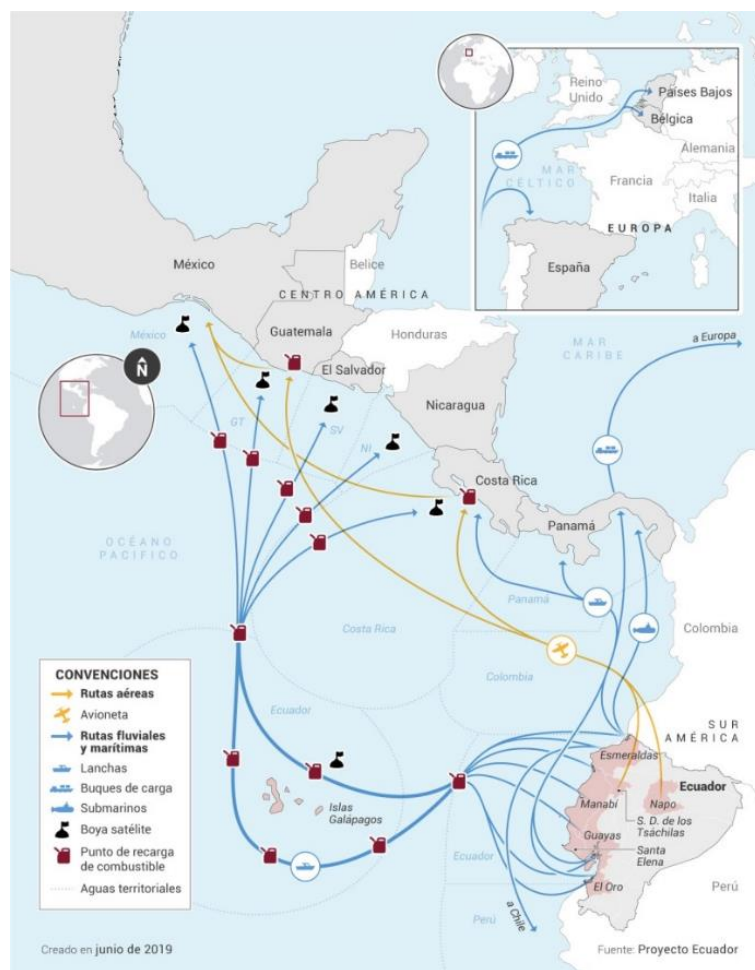 Reino
Unido
Países Bajos
Bélgica
Alemania
MAR
CÉLTICO
Francia
Italia
EUROPA
España
México
Belice
CENTRO AMÉRICA
Guatemala
Honduras
MAR
CARIBE
a Europa
México
El Salvador
N
Nicaragua
GT
SV
NI
Costa Rica
Panamá
OCÉANO
PACIFICO
Panamá
Costa Rica
Colombia
Colombia
CONVENCIONES
Rutas aéreas
Avioneta
Rutas fluviales
y marítimas
Lanchas
Buques de carga
Submarinos
Boya satélite
Punto de recarga
de combustible
Aguas territoriales
Ecuador
SUR
AMÉRICA
Esmeraldas
Ecuador
Islas
Galápagos
Manabí
Napo
S. D. de los
Tsáchilas
Guayas
Santa
Elena
Ecuador
El Oro
Perú
Perú
a Chile
Creado en junio de 2019
Fuente: Proyecto Ecuador